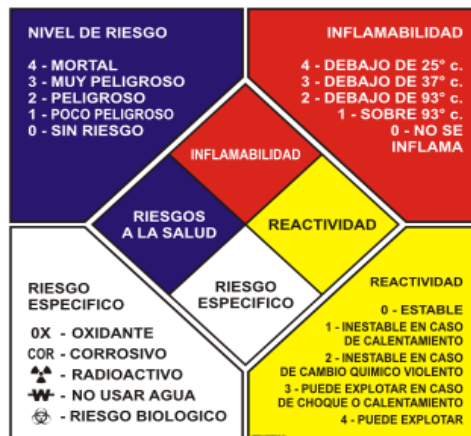 NIVEL DE RIESGO
4 - MORTAL
3 - MUY PELIGROSO
2 - PELIGROSO
1 - POCO PELIGROSO
0 - SIN RIESGO
INFLAMABILIDAD
4 - DEBAJO DE 25° c.
3 - DEBAJO DE 37° c.
2 - DEBAJO DE 93° c.
1 - SOBRE 93° c.
0 - NO SE
INFLAMA
INFLAMABILIDAD
RIESGOS
A LA SALUD
REACTIVIDAD
RIESGO
ESPECIFICO
RIESGO
ESPECIFICO
0X - OXIDANTE
COR - CORROSIVO
- RADIOACTIVO
W - NO USAR AGUA
- RIESGO BIOLOGICO
REACTIVIDAD
0 - ESTABLE
1 - INESTABLE EN CASO
DE CALENTAMIENTO
2 - INESTABLE EN CASO
DE CAMBIO QUIMICO VIOLENTO
3 - PUEDE EXPLOTAR EN CASO
DE CHOQUE O CALENTAMIENTO
4 - PUEDE EXPLOTAR